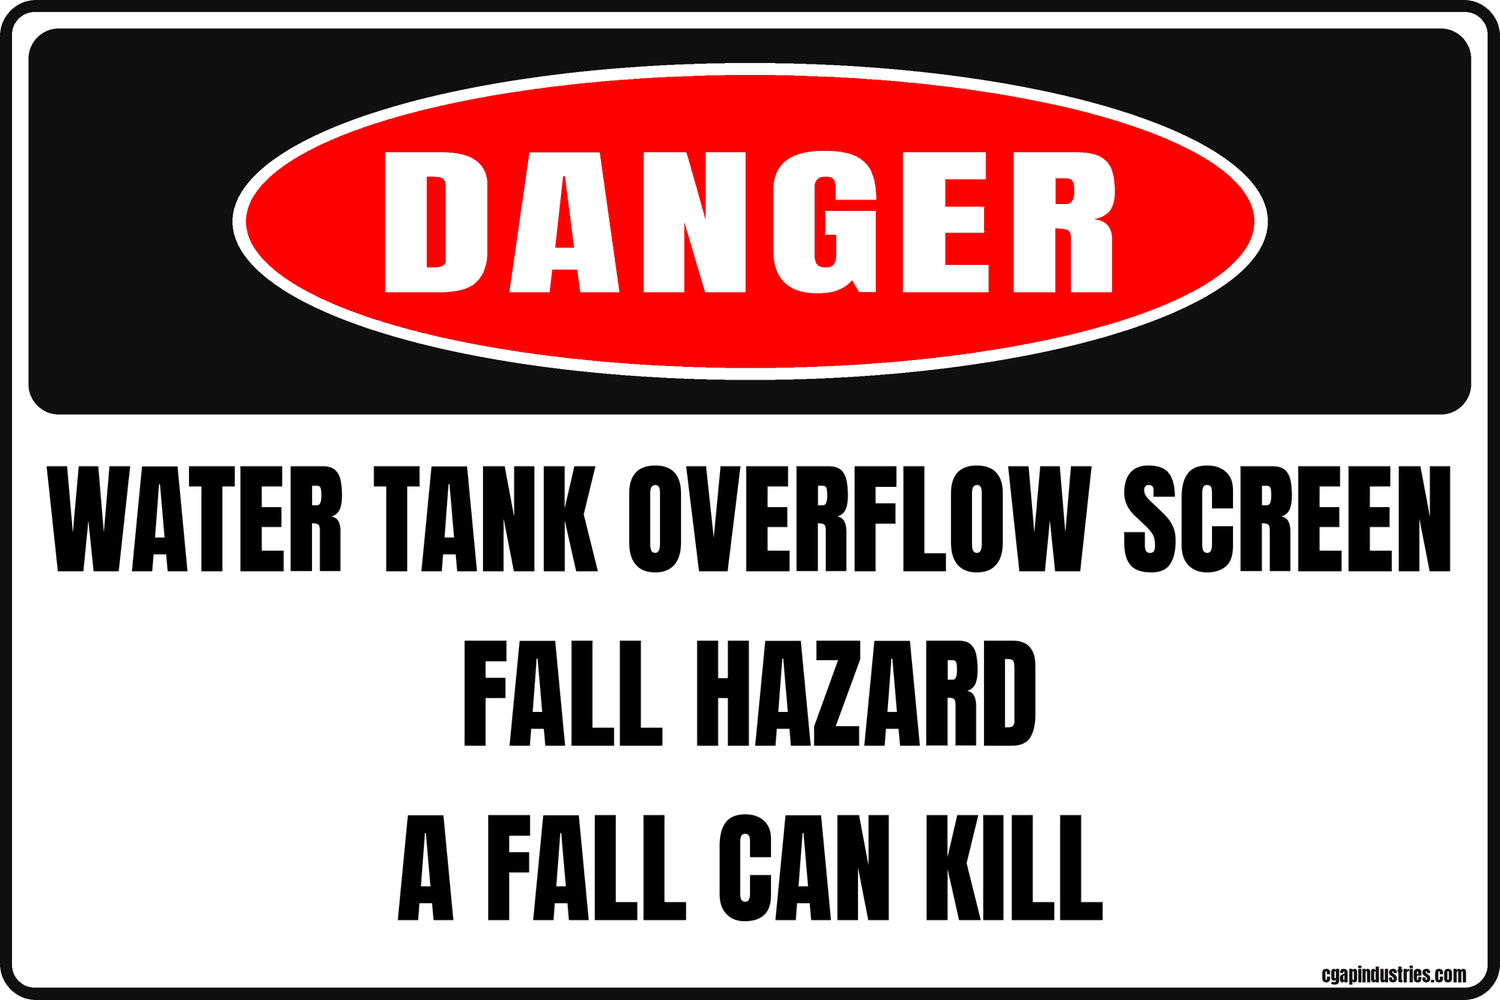 DANGER
WATER TANK OVERFLOW SCREEN
FALL HAZARD
A FALL CAN KILL
cgapindustries.com